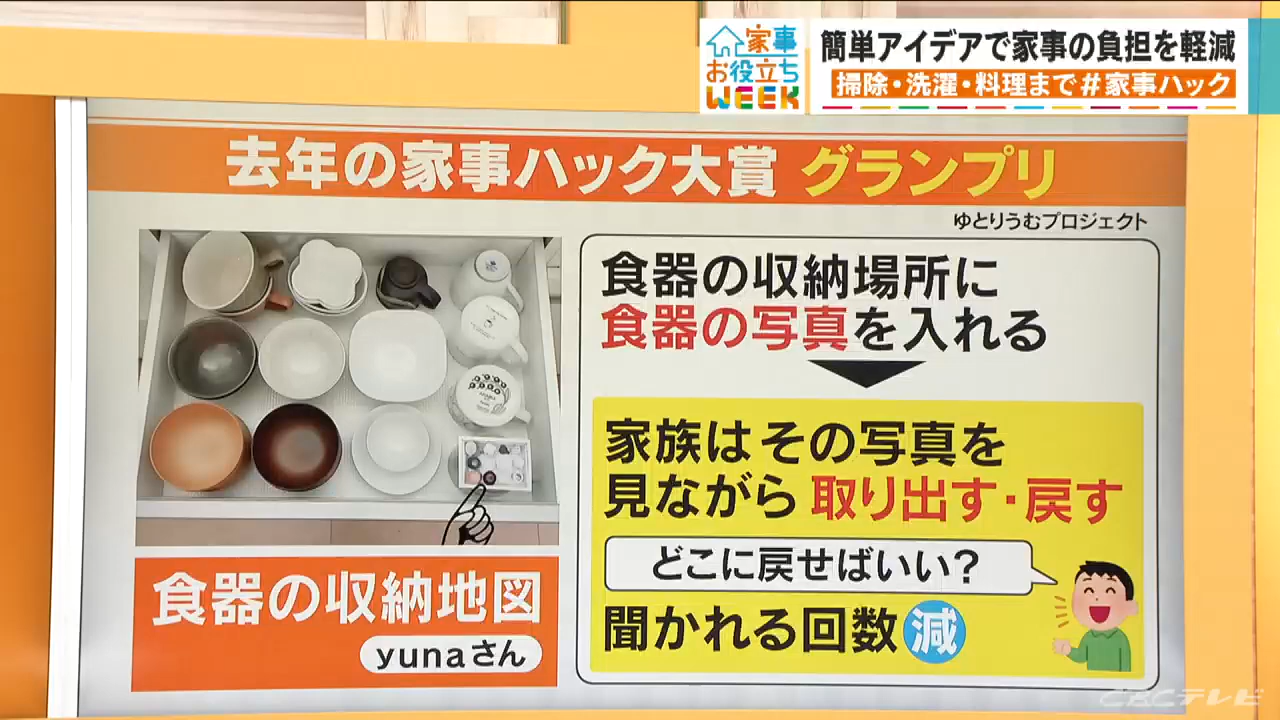 家事
お役立ち
WEEK
簡単アイデアで家事の負担を軽減
掃除・洗濯・料理まで#家事ハック
去年の家事ハック大賞 グランプリ
ゆとりうむプロジェクト
食器の収納場所に
食器の写真を入れる
家族は その写真を
見ながら 取り出す・戻す
どこに戻せばいい?
聞かれる回数 減
食器の収納地図
yunaさん
CBCテレビ